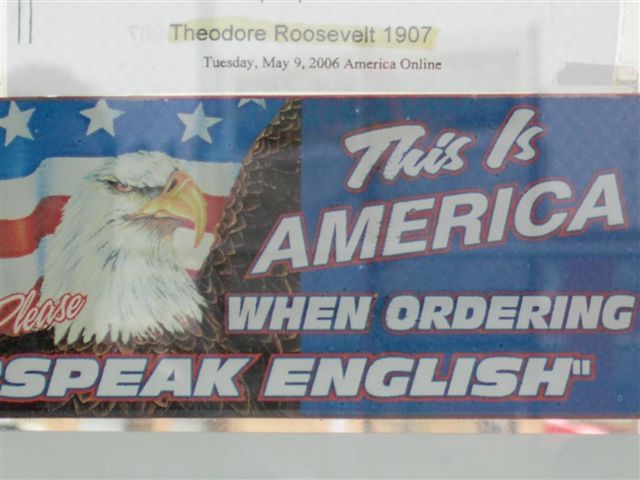 Theodore Roosevelt 1907
Tuesday, May 9, 2006 America Online
This Is
AMERICA
Please
WHEN ORDERING
"SPEAK ENGLISH"